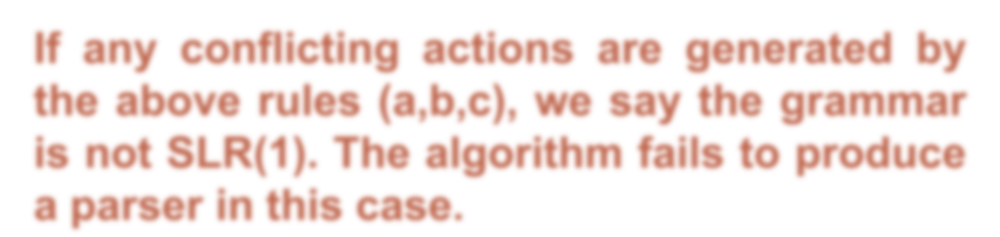 If any conflicting actions are generated by
the above rules (a,b,c), we say the grammar
is not SLR(1). The algorithm fails to produce
a parser in this case.